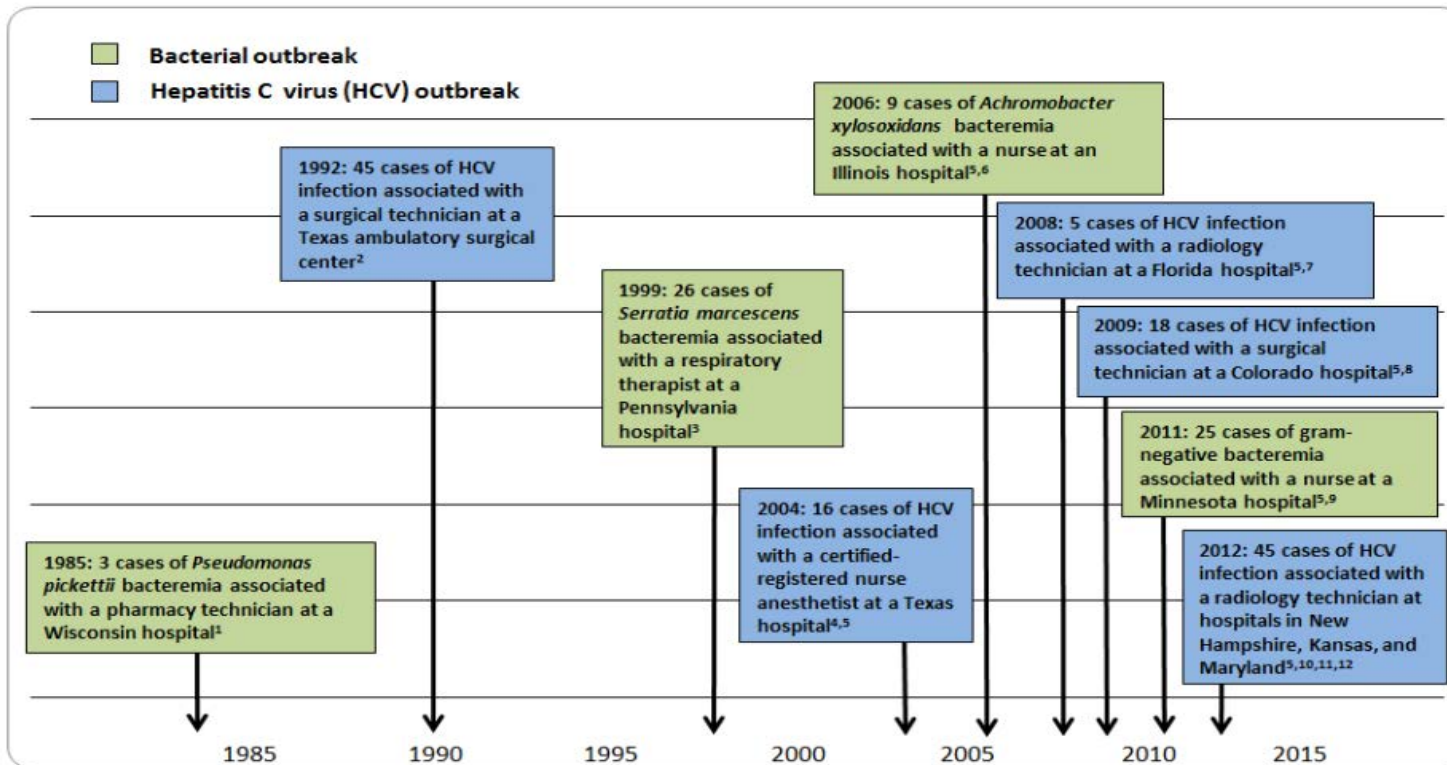 Bacterial outbreak
Hepatitis C virus (HCV) outbreak
2006: 9 cases of Achromobacter
xylosoxidans bacteremia
associated with a nurse at an
Illinois hospital5,6
1992: 45 cases of HCV
infection associated with
a surgical technician at a
Texas ambulatory surgical
center2
2008: 5 cases of HCV infection
associated with a radiology
technician at a Florida hospital5,7
1999: 26 cases of
Serratia marcescens
bacteremia associated
with a respiratory
therapist at a
Pennsylvania
hospital3
2009: 18 cases of HCV infection
associated with a surgical
technician at a Colorado hospital5,8
2011: 25 cases of gram-
negative bacteremia
associated with a nurse at a
Minnesota hospital5,9
2004: 16 cases of HCV
infection associated
with a certified-
registered nurse
anesthetist at a Texas
hospital4,5
1985: 3 cases of Pseudomonas
pickettii bacteremia associated
with a pharmacy technician at a
Wisconsin hospital1
2012: 45 cases of HCV
infection associated with
a radiology technician at
hospitals in New
Hampshire, Kansas, and
Maryland5,10,11,12
1985 1990 1995 2000 2005 2010 2015